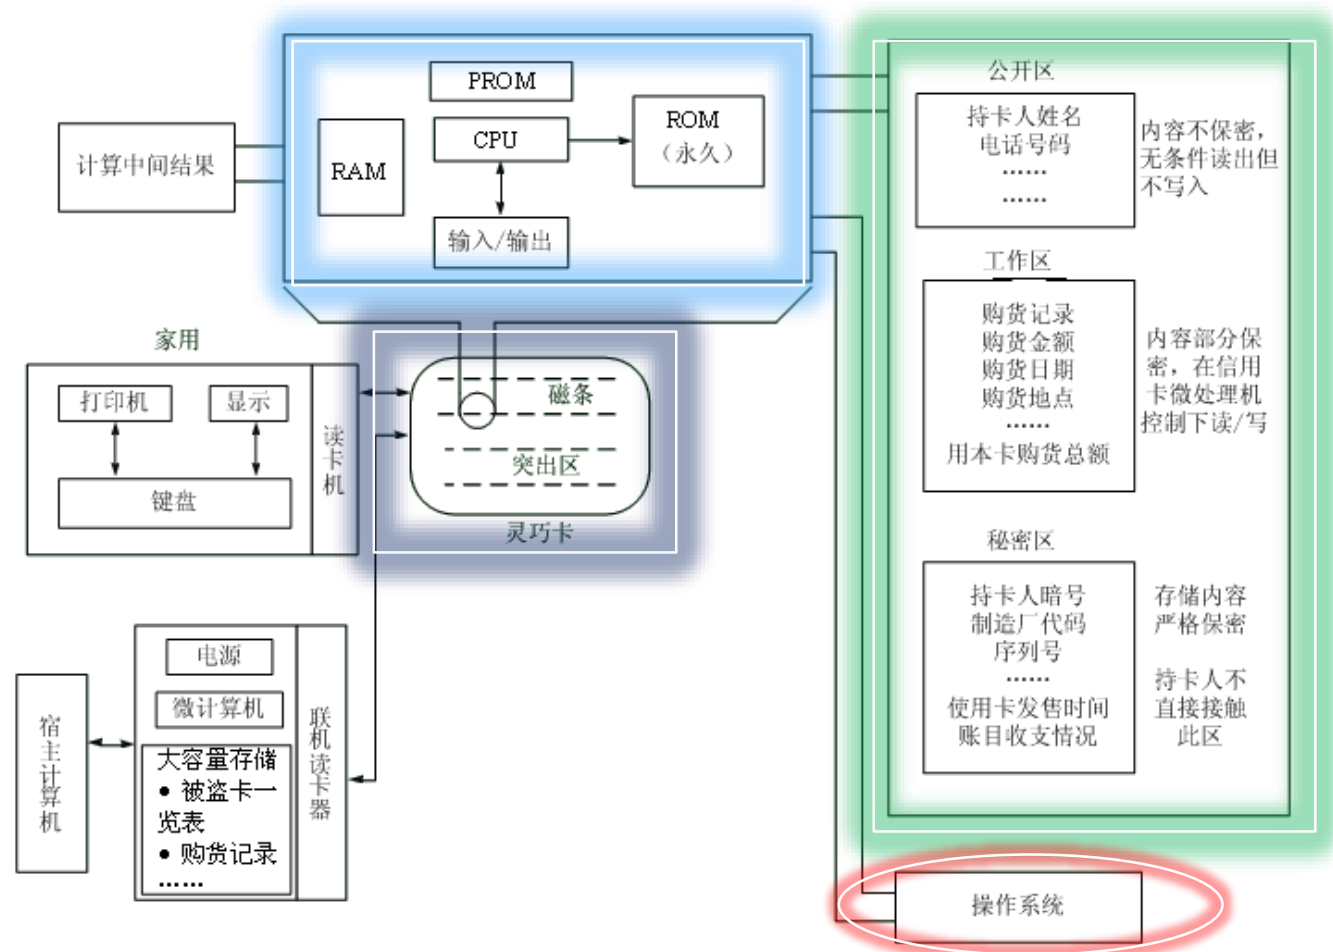 PROM
CPU
ROM
（永久）
RAM
输入/输出
计算中间结果
公开区
持卡人姓名
电话号码
……
……
内容不保密，
无条件读出但
不写入
工作区
购货记录
购货金额
购货日期
购货地点
……
用本卡购货总额
内容部分保
密，在信用
卡微处理机
控制下读/写
秘密区
持卡人暗号
制造厂代码
序列号
……
使用卡发售时间
账目收支情况
存储内容
严格保密
持卡人不
直接接触
此区
家用
打印机
显示
键盘
读卡机
磁条
突出区
灵巧卡
电源
微计算机
大容量存储
• 被盗卡一
览表
• 购货记录
……
联机读卡器
宿主计算机
操作系统